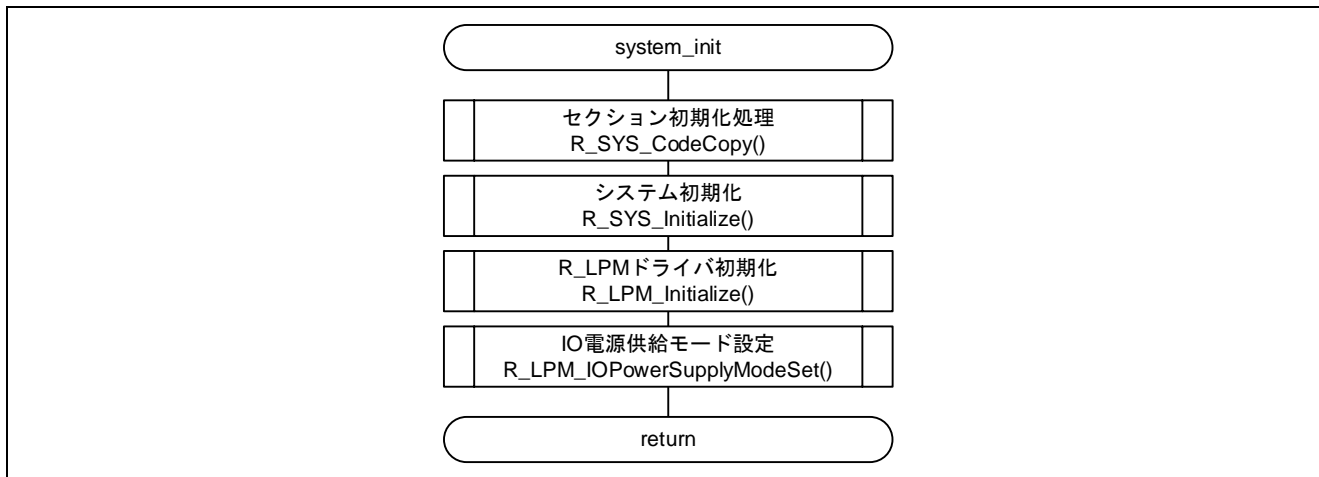 system_init
セクション初期化処理
R_SYS_CodeCopy()
システム初期化
R_SYS_Initialize()
R_LPMドライバ初期化
R_LPM_Initialize()
IO電源供給モード設定
R_LPM_IOPowerSupplyModeSet()
return